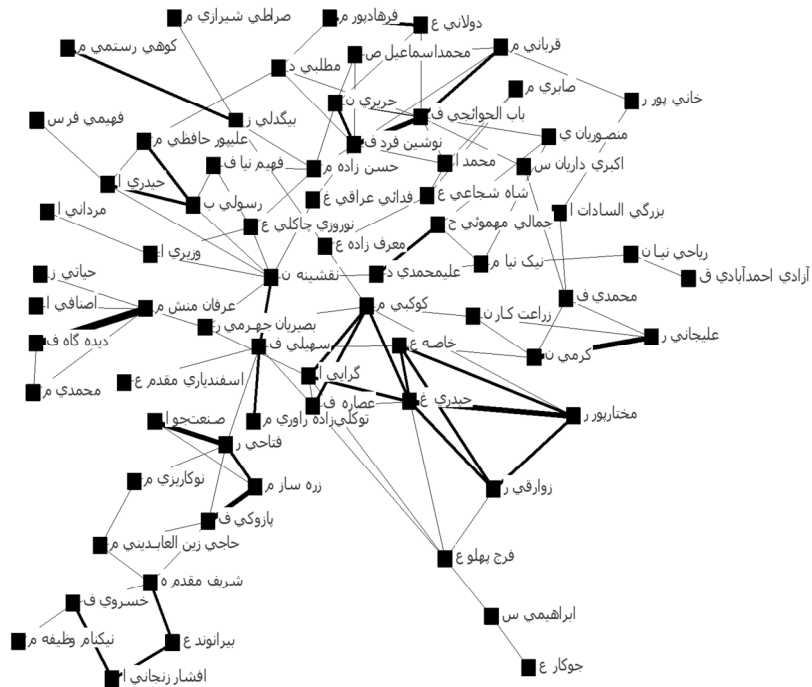 صراطي شيرازي م
فرهادپور م
دولاني ع
كوهي رستمي م
مطلبي د
محمداسماعيل ص
قرباني م
صابري م
حريري ن
خاني پور ر
فهيمي فر س
بيگدلي ز
باب الحوائجي ف
عليپور حافظي م
نوشين فرد ف
منصوريان ي
فهيم نيا ف
حسن زاده م
محمد ا
اكبري داريان س
حيدري ا
رسولي ب
فدائي عراقي غ
شاه شجاعي ع
مرداني ا
نوروزي چاكلي ع
جمالي مهموئي ح
بزرگي السادات ا
وزيري ا
معرف زاده ع
نيک نيا م
رياحي نيا ن
حياتي ز
نقشينه ن
عليمحمدي د
آزادي احمدآبادي ق
اصنافي ا
عرفان منش م
كوكبي م
زراعت كار ن
محمدي ف
ديده گاه ف
بصيريان جهرمي ر
سهيلي ف
خاصه ع
كرمي ن
عليجاني ر
محمدي م
اسفندياري مقدم ع
گرايي ا
عصاره ف
حيدري غ
صنعت‌جو ا
توكلي‌زاده راوري م
مختارپور ر
فتاحي ر
نوكاريزي م
زره ساز م
زوارقي ر
پازوكي ف
حاجي زين العابديني م
فرج پهلو ع
شريف مقدم ه
خسروي ف
ابراهيمي س
نيكنام وظيفه م
بيرانوند ع
جوكار ع
افشار زنجاني ا